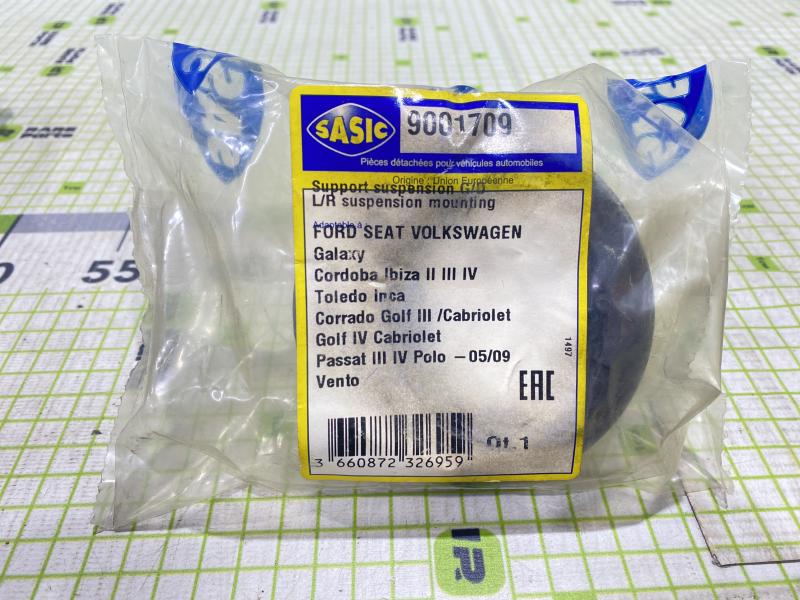 SASIC
9001709
Pièces détachées pour véhicules automobiles
Origine : Union Européenne
Support suspension G/D
L/R suspension mounting
Adaptable à
FORD SEAT VOLKSWAGEN
Galaxy
Cordoba Ibiza II III IV
Toledo Inca
Corrado Golf III /Cabriolet
Golf IV Cabriolet
Passat III IV Polo –05/09
Vento
1497
EAC
Qt.1
3 660872 326959
55